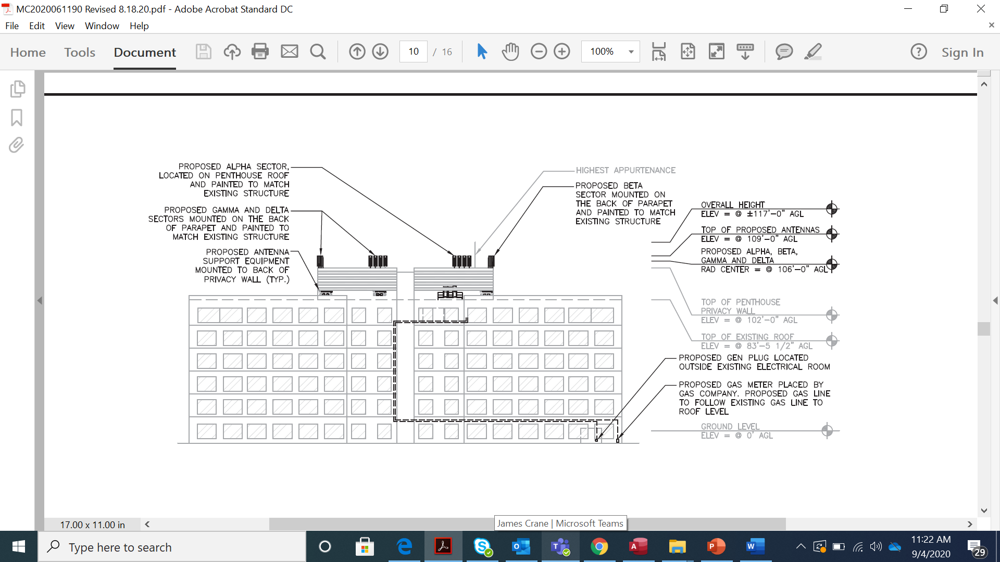 MC2020061190 Revised 8.18.20.pdf - Adobe Acrobat Standard DC
File Edit View Window Help
Home Tools Document
10 / 16
100%
Sign In
PROPOSED ALPHA SECTOR,
LOCATED ON PENTHOUSE ROOF
AND PAINTED TO MATCH
EXISTING STRUCTURE
PROPOSED GAMMA AND DELTA
SECTORS MOUNTED ON THE BACK
OF PARAPET AND PAINTED TO
MATCH EXISTING STRUCTURE
PROPOSED ANTENNA
SUPPORT EQUIPMENT
MOUNTED TO BACK OF
PRIVACY WALL (TYP.)
HIGHEST APPURTENANCE
PROPOSED BETA
SECTOR MOUNTED ON
THE BACK OF PARAPET
AND PAINTED TO MATCH
EXISTING STRUCTURE
OVERALL HEIGHT
ELEV = @ ±117'-0" AGL
TOP OF PROPOSED ANTENNAS
ELEV = @ 109'-0" AGL
PROPOSED ALPHA, BETA,
GAMMA AND DELTA
RAD CENTER = @ 106'-0" AGL
TOP OF PENTHOUSE
PRIVACY WALL
ELEV = @ 102'-0" AGL
TOP OF EXISTING ROOF
ELEV = @ 83'-5 1/2" AGL
PROPOSED GEN PLUG LOCATED
OUTSIDE EXISTING ELECTRICAL ROOM
PROPOSED GAS METER PLACED BY
GAS COMPANY. PROPOSED GAS LINE
TO FOLLOW EXISTING GAS LINE TO
ROOF LEVEL
GROUND LEVEL
ELEV = @ 0' AGL
17.00 x 11.00 in
James Crane | Microsoft Teams
Type here to search
11:22 AM
9/4/2020
29